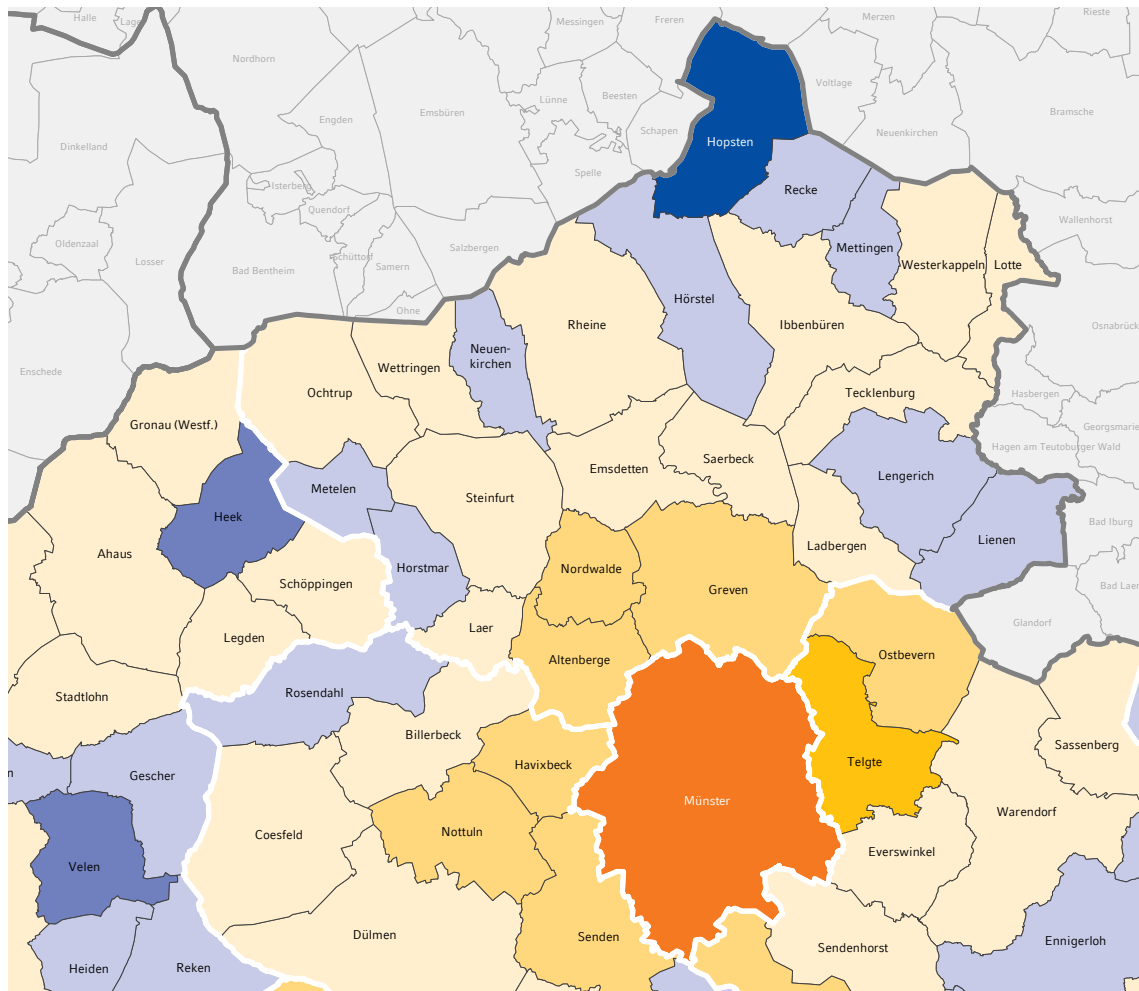 Halle
Lage
Messingen
Freren
Merzen
Rieste
Nordhorn
Emsbüren
Engden
Lünne
Beesten
Schapen
Voltlage
Bramsche
Neuenkirchen
Dinkelland
Hopsten
Spelle
Isterberg
Quendorf
Recke
Wallenhorst
Oldenzaal
Losser
Salzbergen
Mettingen
Bad Bentheim
Schüttorf
Samern
Westerkappeln
Lotte
Ohne
Hörstel
Rheine
Ibbenbüren
Osnabrück
Neuen-
kirchen
Enschede
Wettringen
Ochtrup
Tecklenburg
Hasbergen
Gronau (Westf.)
Georgsmarie
Hagen am Teutoburger Wald
Emsdetten
Saerbeck
Lengerich
Metelen
Steinfurt
Heek
Bad Iburg
Ahaus
Ladbergen
Lienen
Horstmar
Nordwalde
Schöppingen
Greven
Bad Laer
Glandorf
Legden
Laer
Altenberge
Ostbevern
Stadtlohn
Rosendahl
Billerbeck
Sassenberg
Havixbeck
Telgte
n
Gescher
Münster
Warendorf
Coesfeld
Nottuln
Everswinkel
Velen
Dülmen
Senden
Sendenhorst
Ennigerloh
Heiden
Reken